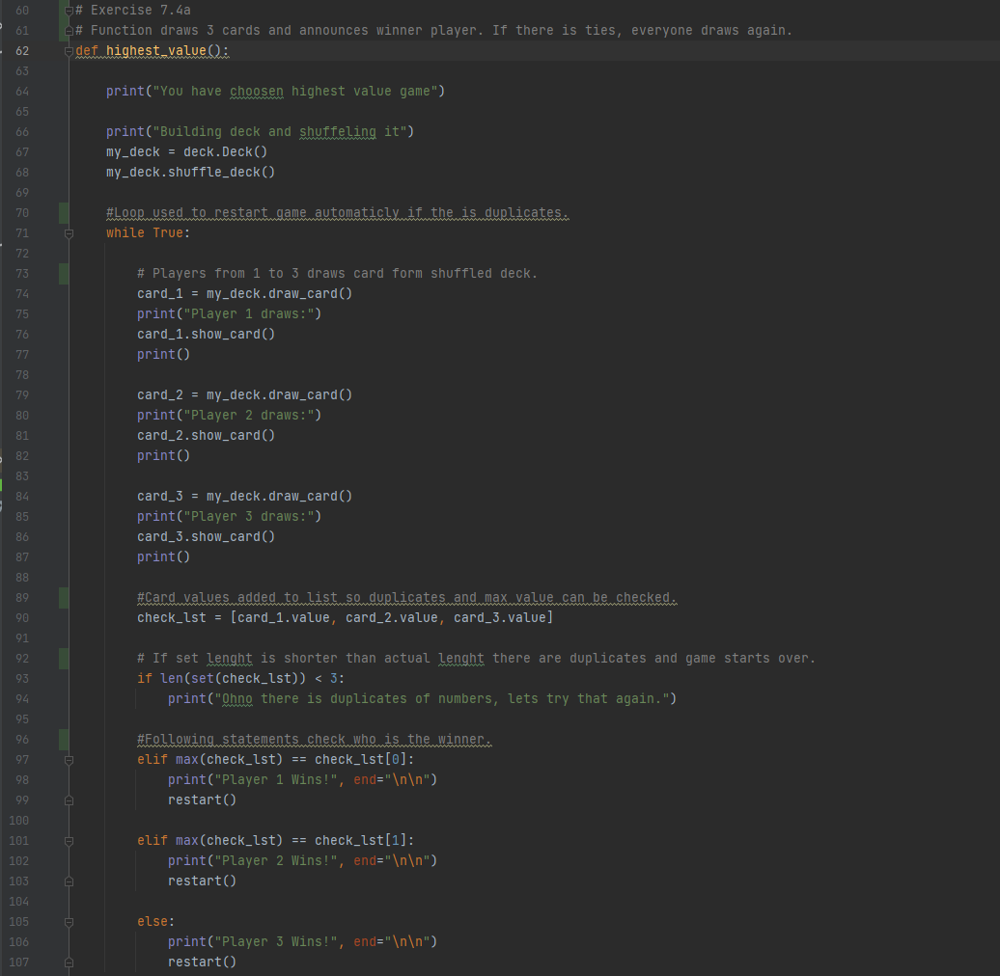 60 # Exercise 7.4a
61 # Function draws 3 cards and announces winner player. If there is ties, everyone draws again.
62 def highest_value():
63
64     print("You have choosen highest value game")
65
66     print("Building deck and shuffeling it")
67     my_deck = deck.Deck()
68     my_deck.shuffle_deck()
69
70     #Loop used to restart game automaticly if the is duplicates.
71     while True:
72
73         # Players from 1 to 3 draws card form shuffled deck.
74         card_1 = my_deck.draw_card()
75         print("Player 1 draws:")
76         card_1.show_card()
77         print()
78
79         card_2 = my_deck.draw_card()
80         print("Player 2 draws:")
81         card_2.show_card()
82         print()
83
84         card_3 = my_deck.draw_card()
85         print("Player 3 draws:")
86         card_3.show_card()
87         print()
88
89         #Card values added to list so duplicates and max value can be checked.
90         check_lst = [card_1.value, card_2.value, card_3.value]
91
92         # If set lenght is shorter than actual lenght there are duplicates and game starts over.
93         if len(set(check_lst)) < 3:
94             print("Ohno there is duplicates of numbers, lets try that again.")
95
96         #Following statements check who is the winner.
97         elif max(check_lst) == check_lst[0]:
98             print("Player 1 Wins!", end="\n\n")
99             restart()
100
101         elif max(check_lst) == check_lst[1]:
102             print("Player 2 Wins!", end="\n\n")
103             restart()
104
105         else:
106             print("Player 3 Wins!", end="\n\n")
107             restart()